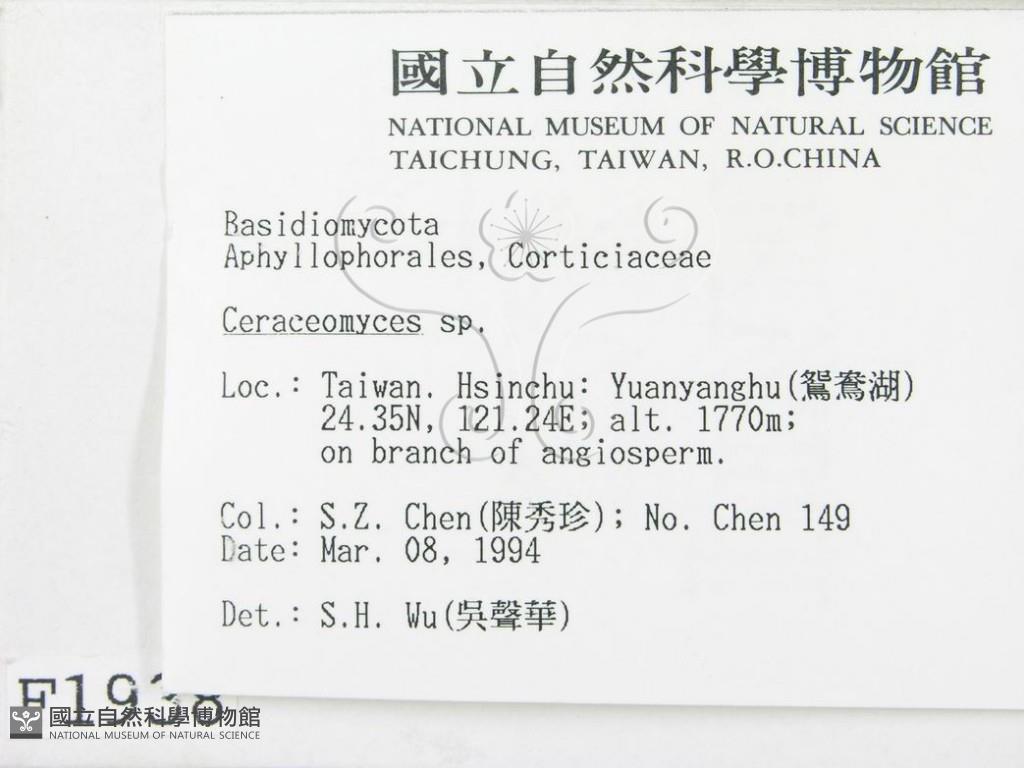 國立自然科學博物館
NATIONAL MUSEUM OF NATURAL SCIENCE
TAICHUNG, TAIWAN, R.O.CHINA
Basidiomycota
Aphyllophorales, Corticiaceae
Ceraceomyces sp.
Loc.: Taiwan. Hsinchu: Yuanyanghu(鴛鴦湖)
24.35N, 121.24E; alt. 1770m;
on branch of angiosperm.
Col.: S.Z. Chen(陳秀珍); No. Chen 149
Date: Mar. 08, 1994
Det.: S.H. Wu(吳聲華)
F1938
國立自然科學博物館
NATIONAL MUSEUM OF NATURAL SCIENCE